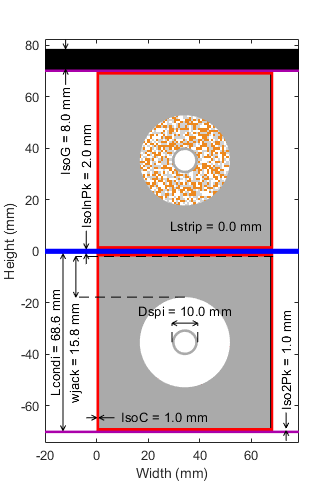 80
60
40
20
0
-20
-40
-60
Height (mm)
IsoG = 8.0 mm
IsoInPk = 2.0 mm
Lstrip = 0.0 mm
Dspi = 10.0 mm
Lcondi = 68.6 mm
wjack = 15.8 mm
Iso2Pk = 1.0 mm
IsoC = 1.0 mm
-20 0 20 40 60
Width (mm)